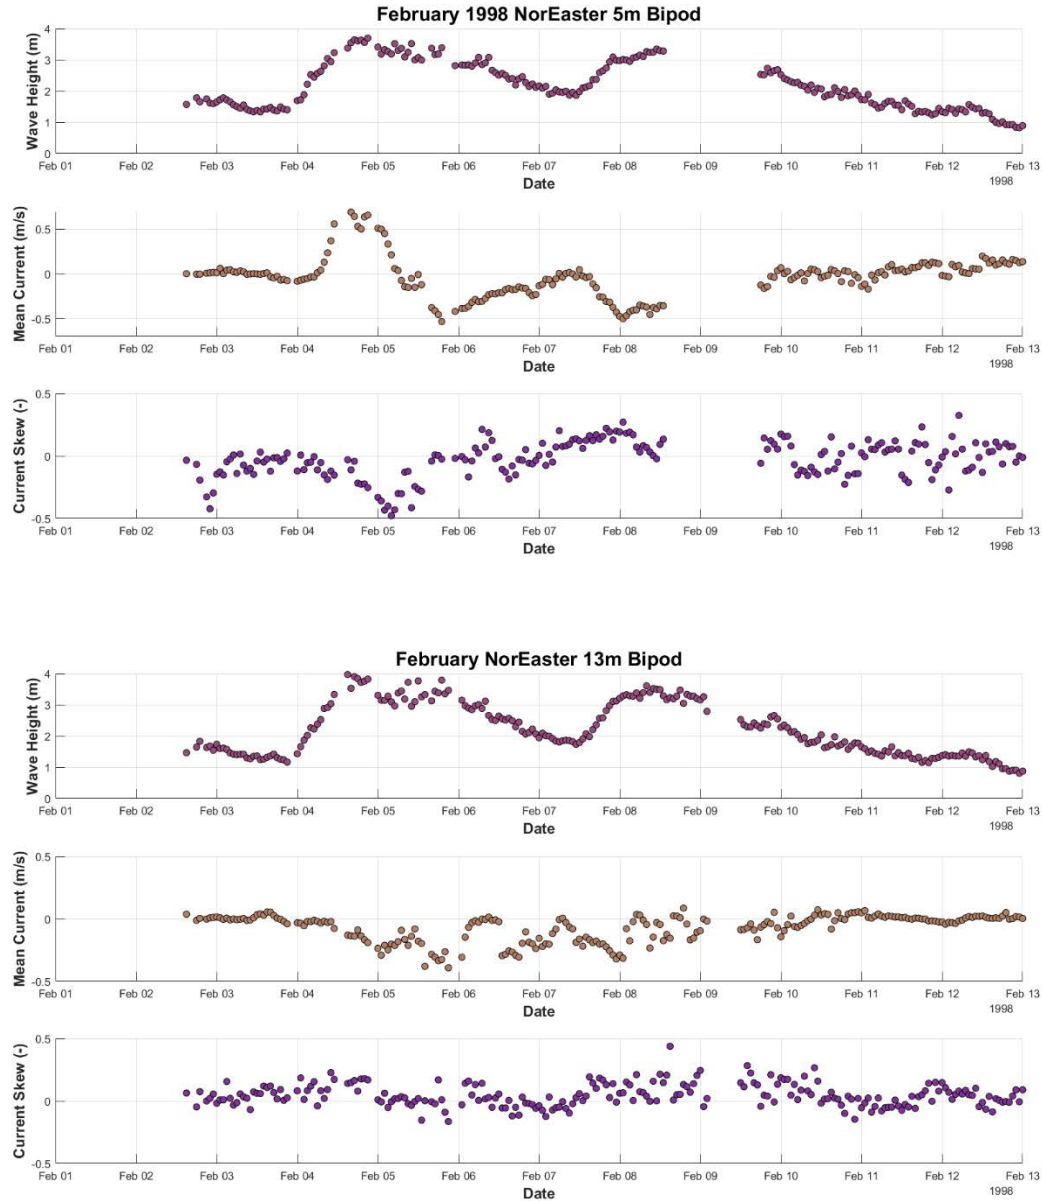 February 1998 NorEaster 5m Bipod
Wave Height (m)
4
3
2
1
0
Feb 01 Feb 02 Feb 03 Feb 04 Feb 05 Feb 06 Feb 07 Feb 08 Feb 09 Feb 10 Feb 11 Feb 12 Feb 13
Date
1998
Mean Current (m/s)
0.5
0
-0.5
Feb 01 Feb 02 Feb 03 Feb 04 Feb 05 Feb 06 Feb 07 Feb 08 Feb 09 Feb 10 Feb 11 Feb 12 Feb 13
Date
1998
Current Skew (-)
0.5
0
-0.5
Feb 01 Feb 02 Feb 03 Feb 04 Feb 05 Feb 06 Feb 07 Feb 08 Feb 09 Feb 10 Feb 11 Feb 12 Feb 13
Date
1998
February NorEaster 13m Bipod
Wave Height (m)
4
3
2
1
0
Feb 01 Feb 02 Feb 03 Feb 04 Feb 05 Feb 06 Feb 07 Feb 08 Feb 09 Feb 10 Feb 11 Feb 12 Feb 13
Date
1998
Mean Current (m/s)
0.5
0
-0.5
Feb 01 Feb 02 Feb 03 Feb 04 Feb 05 Feb 06 Feb 07 Feb 08 Feb 09 Feb 10 Feb 11 Feb 12 Feb 13
Date
1998
Current Skew (-)
0.5
0
-0.5
Feb 01 Feb 02 Feb 03 Feb 04 Feb 05 Feb 06 Feb 07 Feb 08 Feb 09 Feb 10 Feb 11 Feb 12 Feb 13
Date
1998